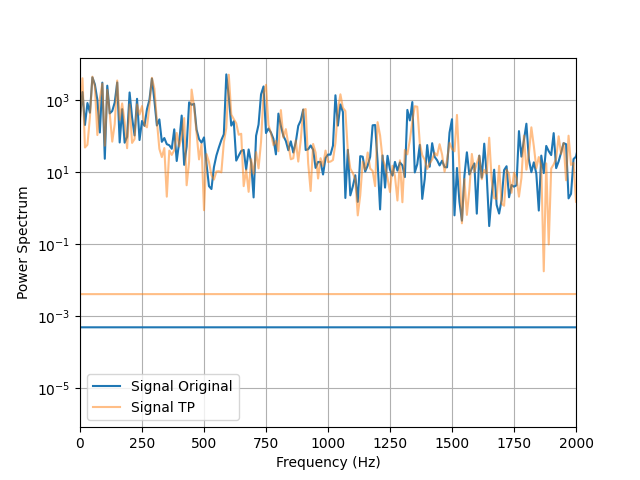 Power Spectrum
10³
10¹
10⁻¹
10⁻³
10⁻⁵
Signal Original
Signal TP
0 250 500 750 1000 1250 1500 1750 2000
Frequency (Hz)